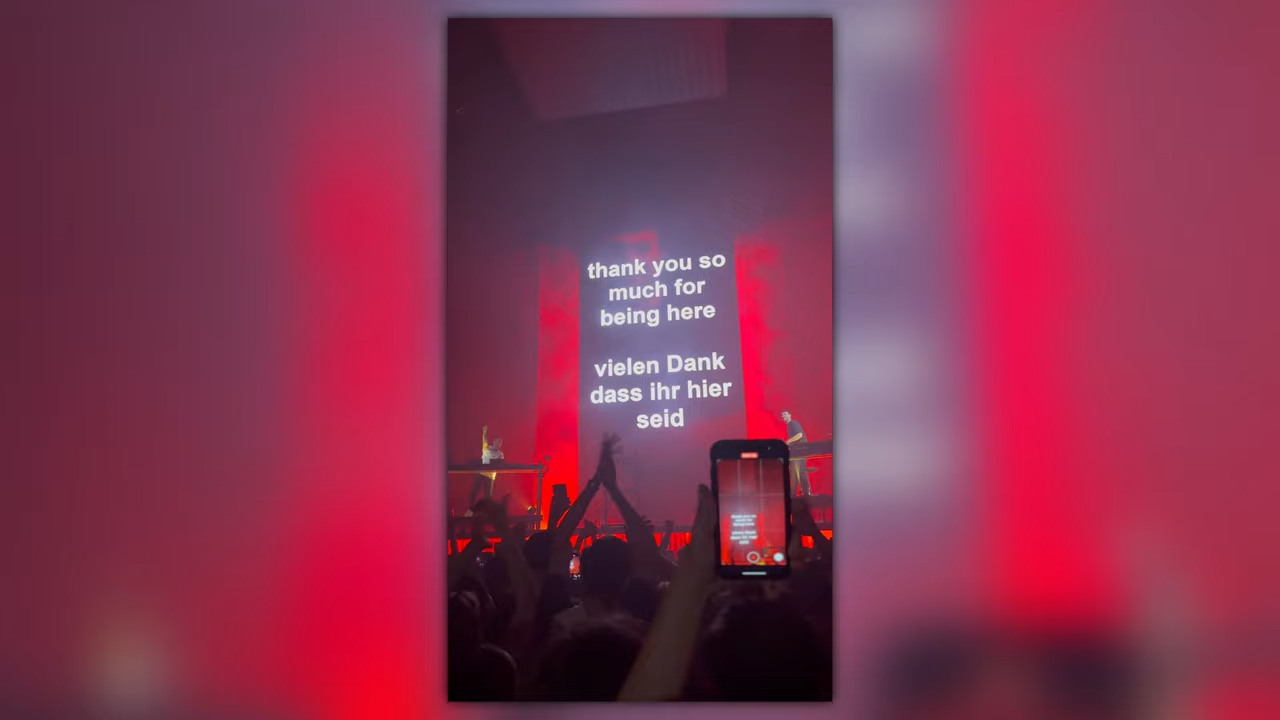 thank you so
much for
being here
vielen Dank
dass ihr hier
seid